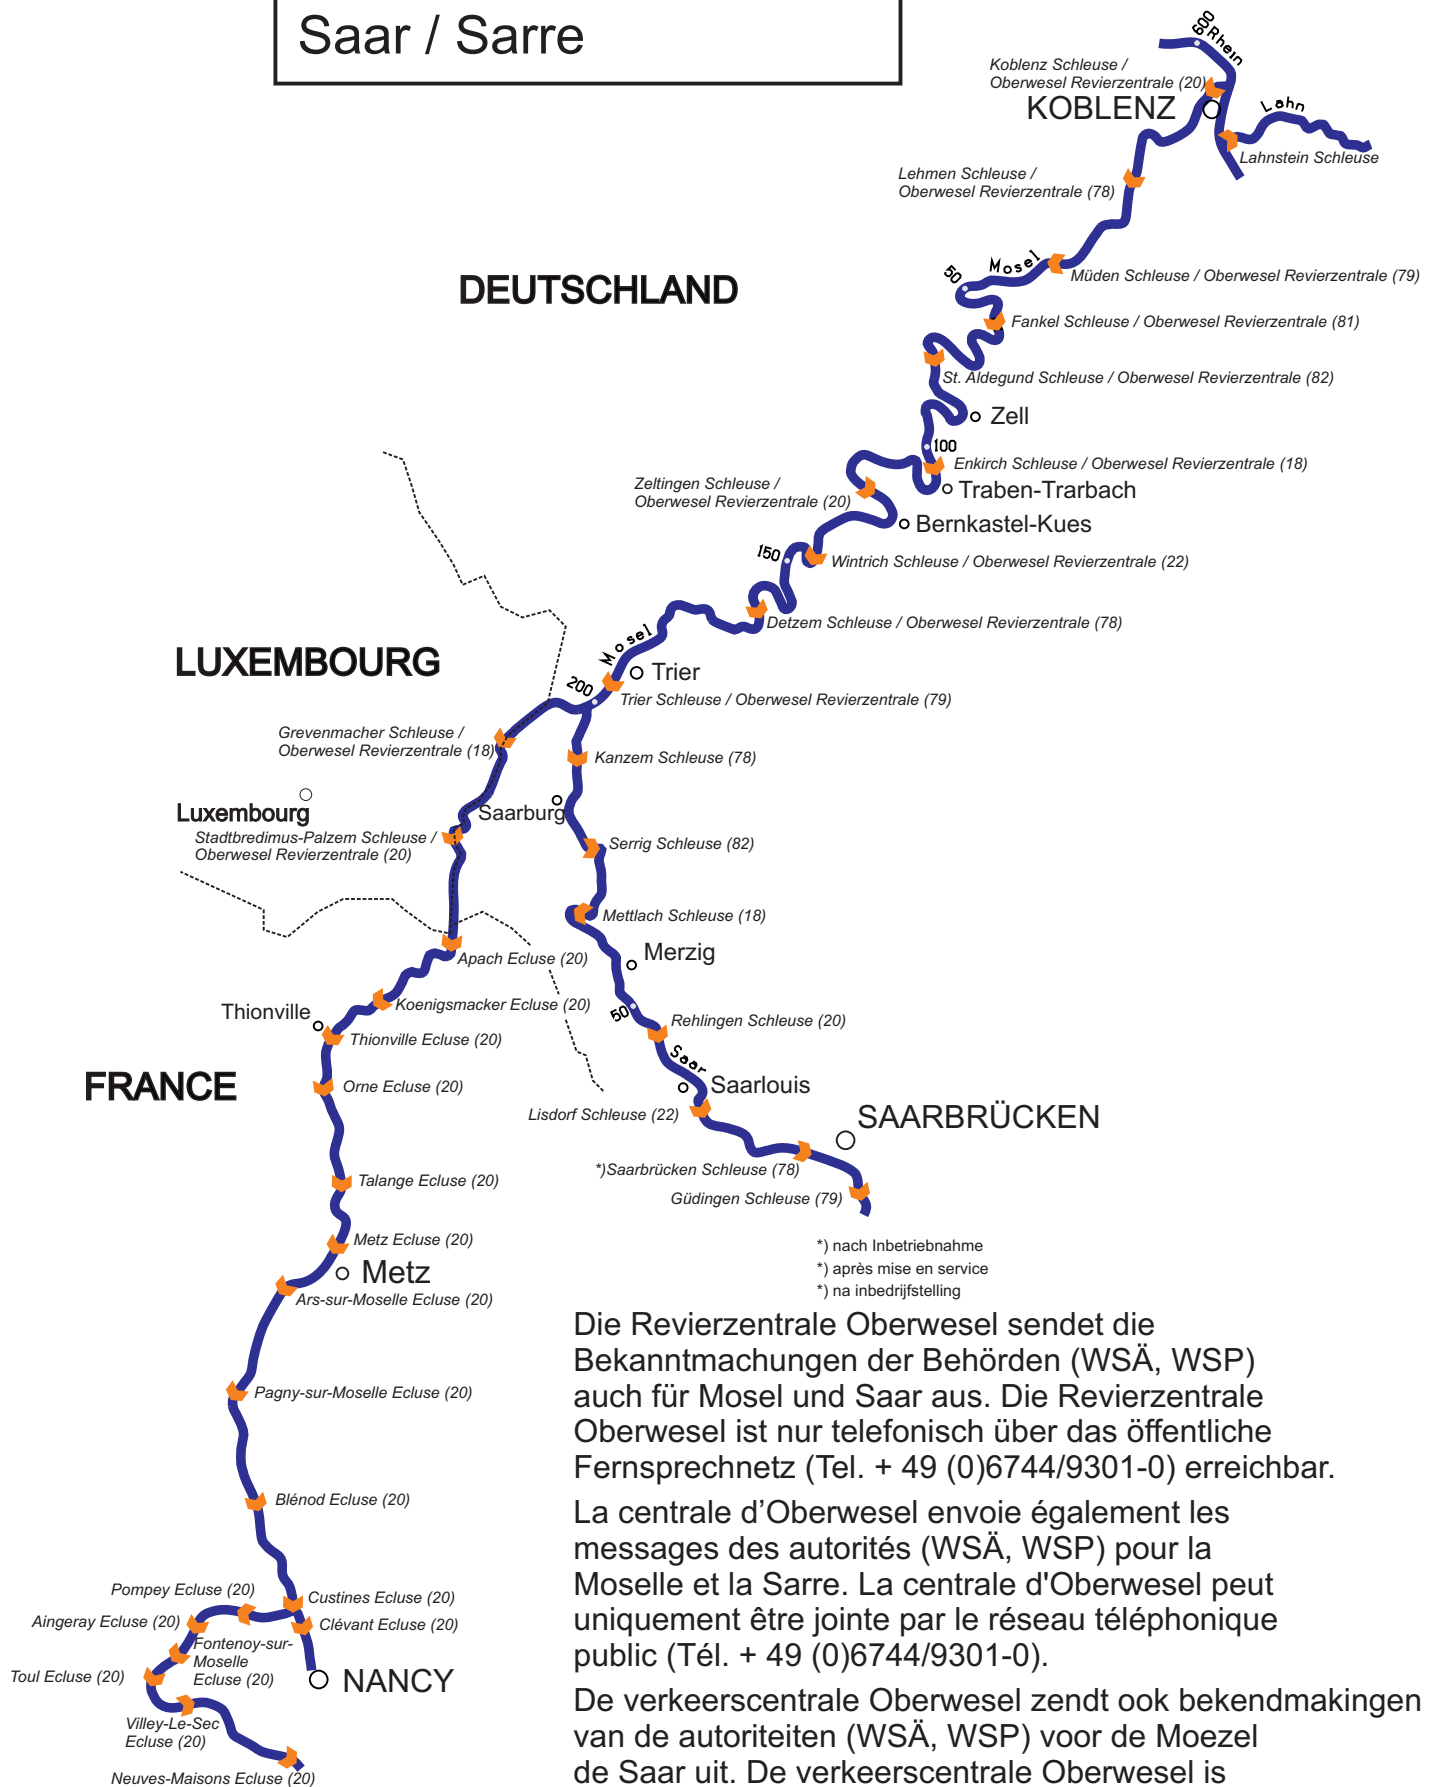 Saar / Sarre
600
Rhein
Koblenz Schleuse /
Oberwesel Revierzentrale (20)
KOBLENZ
Lahn
Lahnstein Schleuse
Lehmen Schleuse /
Oberwesel Revierzentrale (78)
DEUTSCHLAND
50
Mosel
Müden Schleuse / Oberwesel Revierzentrale (79)
Fankel Schleuse / Oberwesel Revierzentrale (81)
St. Aldegund Schleuse / Oberwesel Revierzentrale (82)
Zell
100
Enkirch Schleuse / Oberwesel Revierzentrale (18)
Zeltingen Schleuse /
Oberwesel Revierzentrale (20)
Traben-Trarbach
Bernkastel-Kues
150
Wintrich Schleuse / Oberwesel Revierzentrale (22)
Detzem Schleuse / Oberwesel Revierzentrale (78)
Mosel
LUXEMBOURG
Trier
200
Trier Schleuse / Oberwesel Revierzentrale (79)
Grevenmacher Schleuse /
Oberwesel Revierzentrale (18)
Kanzem Schleuse (78)
Luxembourg
Saarburg
Stadtbredimus-Palzem Schleuse /
Oberwesel Revierzentrale (20)
Serrig Schleuse (82)
Mettlach Schleuse (18)
Merzig
Apach Ecluse (20)
Koenigsmacker Ecluse (20)
Thionville
50
Rehlingen Schleuse (20)
Thionville Ecluse (20)
Saar
FRANCE
Orne Ecluse (20)
Saarlouis
Lisdorf Schleuse (22)
SAARBRÜCKEN
*)Saarbrücken Schleuse (78)
Talange Ecluse (20)
Güdingen Schleuse (79)
Metz Ecluse (20)
*) nach Inbetriebnahme
*) après mise en service
*) na inbedrijfstelling
Metz
Ars-sur-Moselle Ecluse (20)
Die Revierzentrale Oberwesel sendet die
Bekanntmachungen der Behörden (WSÄ, WSP)
auch für Mosel und Saar aus. Die Revierzentrale
Oberwesel ist nur telefonisch über das öffentliche
Fernsprechnetz (Tel. + 49 (0)6744/9301-0) erreichbar.
Pagny-sur-Moselle Ecluse (20)
Blénod Ecluse (20)
La centrale d’Oberwesel envoie également les
messages des autorités (WSÄ, WSP) pour la
Moselle et la Sarre. La centrale d'Oberwesel peut
uniquement être jointe par le réseau téléphonique
public (Tél. + 49 (0)6744/9301-0).
Pompey Ecluse (20)
Custines Ecluse (20)
Aingeray Ecluse (20)
Clévant Ecluse (20)
Fontenoy-sur-
Moselle
Ecluse (20)
Toul Ecluse (20)
NANCY
Villey-Le-Sec
Ecluse (20)
Neuves-Maisons Ecluse (20)
De verkeerscentrale Oberwesel zendt ook bekendmakingen
van de autoriteiten (WSÄ, WSP) voor de Moezel
de Saar uit. De verkeerscentrale Oberwesel is